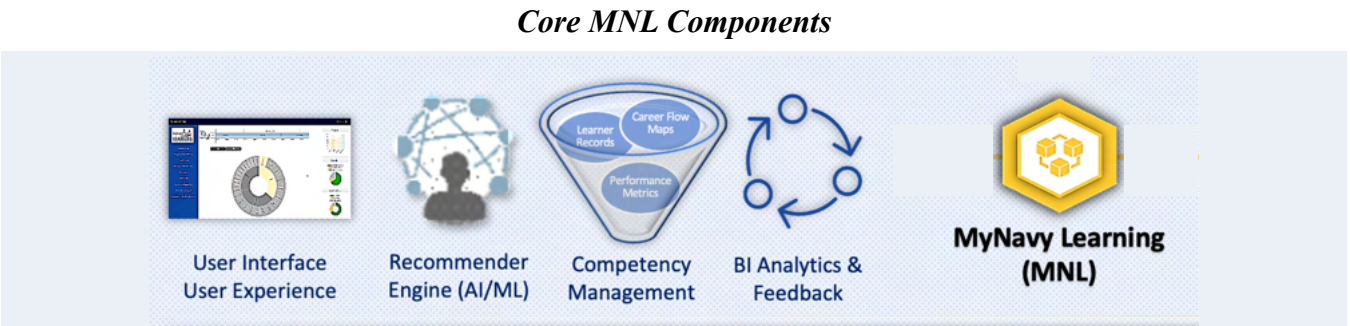 Core MNL Components
Learner
Records
Career Flow
Maps
Performance
Metrics
User Interface
User Experience
Recommender
Engine (AI/ML)
Competency
Management
BI Analytics &
Feedback
MyNavy Learning
(MNL)